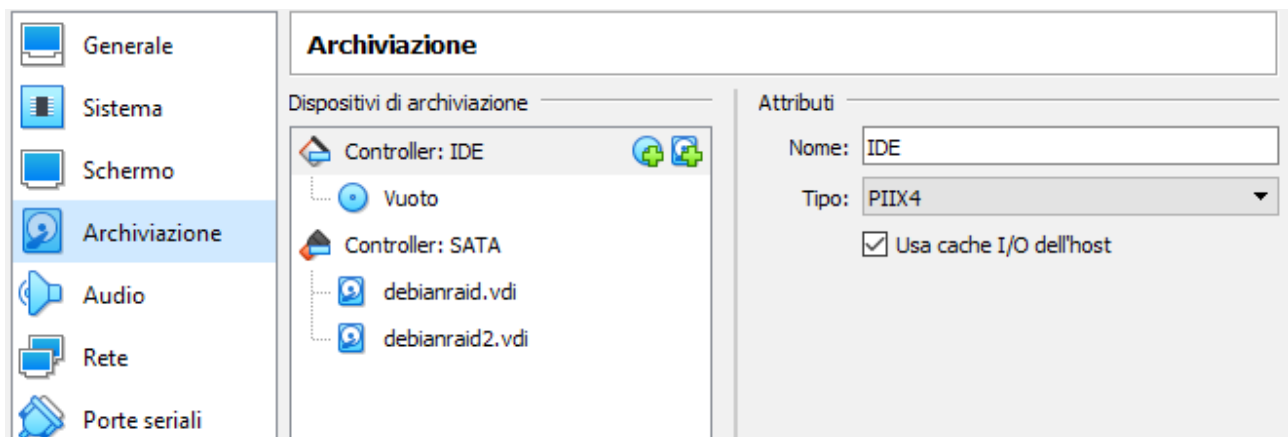 Generale
Sistema
Schermo
Archiviazione
Audio
Rete
Porte seriali
Archiviazione
Dispositivi di archiviazione
Controller: IDE
Vuoto
Controller: SATA
debianraid.vdi
debianraid2.vdi
Attributi
Nome: IDE
Tipo: PIIX4
Usa cache I/O dell'host